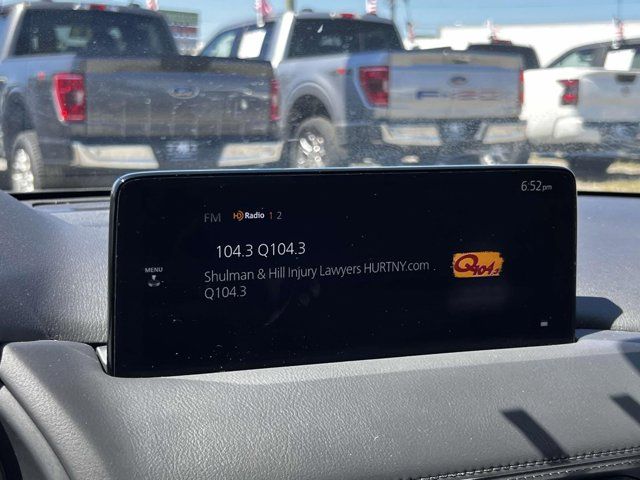 6:52pm
FM HD Radio 1 2
104.3 Q104.3
MENU
Shulman & Hill Injury Lawyers HURTNY.com
Q104.3
Q104.3
Ford